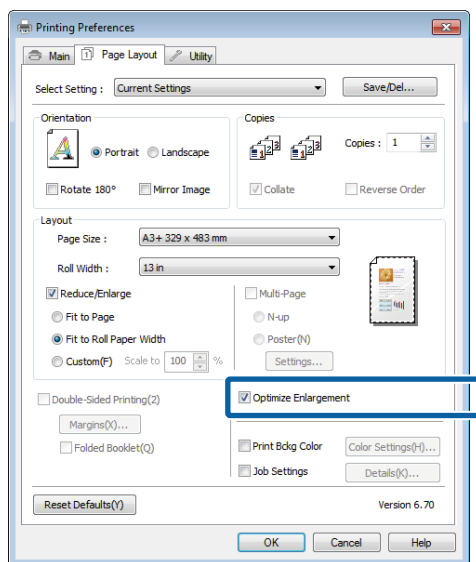 Printing Preferences
Main Page Layout Utility
Select Setting : Current Settings Save/Del...
Orientation
Portrait Landscape
Rotate 180° Mirror Image
Copies
Copies : 1
Collate Reverse Order
Layout
Page Size : A3+ 329 x 483 mm
Roll Width : 13 in
Reduce/Enlarge
Fit to Page
Fit to Roll Paper Width
Custom(F) Scale to 100 %
Multi-Page
N-up
Poster(N)
Settings...
Double-Sided Printing(2)
Margins(X)...
Folded Booklet(Q)
Optimize Enlargement
Print Bckg Color Color Settings(H)...
Job Settings Details(K)...
Reset Defaults(Y) Version 6.70
OK Cancel Help